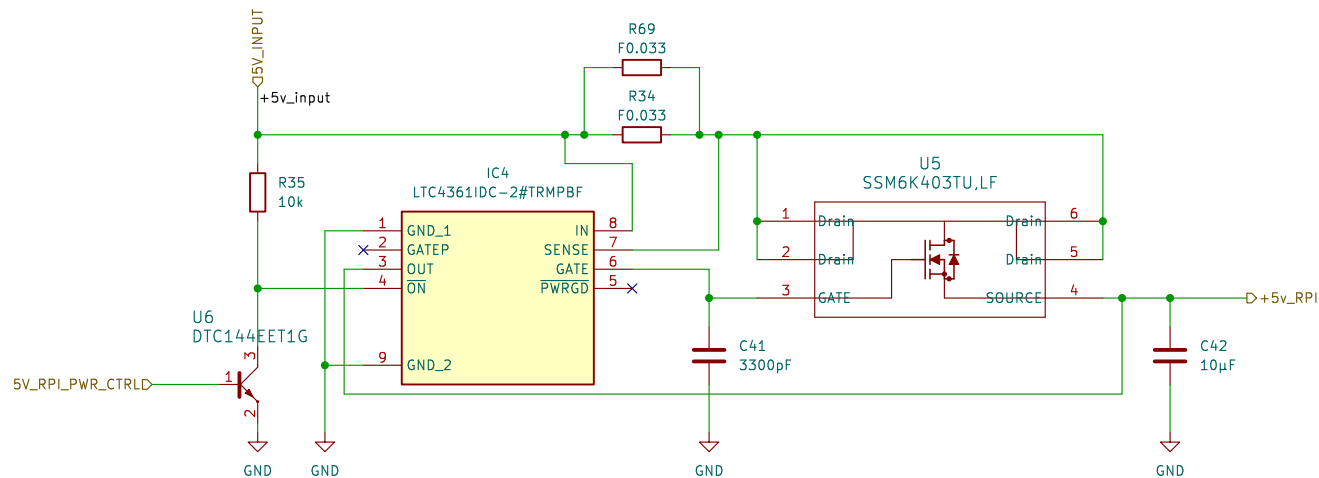 5V_INPUT
+5v_input
R69
F0.033
R34
F0.033
R35
10k
IC4
LTC4361IDC-2#TRMPBF
1 GND_1 IN 8
2 GATEP SENSE 7
3 OUT GATE 6
4 ON PWRGD 5
9 GND_2
U5
SSM6K403TU,LF
1 Drain Drain 6
2 Drain Drain 5
3 GATE SOURCE 4
+5v_RPI
U6
DTC144EET1G
3
5V_RPI_PWR_CTRL 1
2
C41
3300pF
C42
10µF
GND GND GND GND